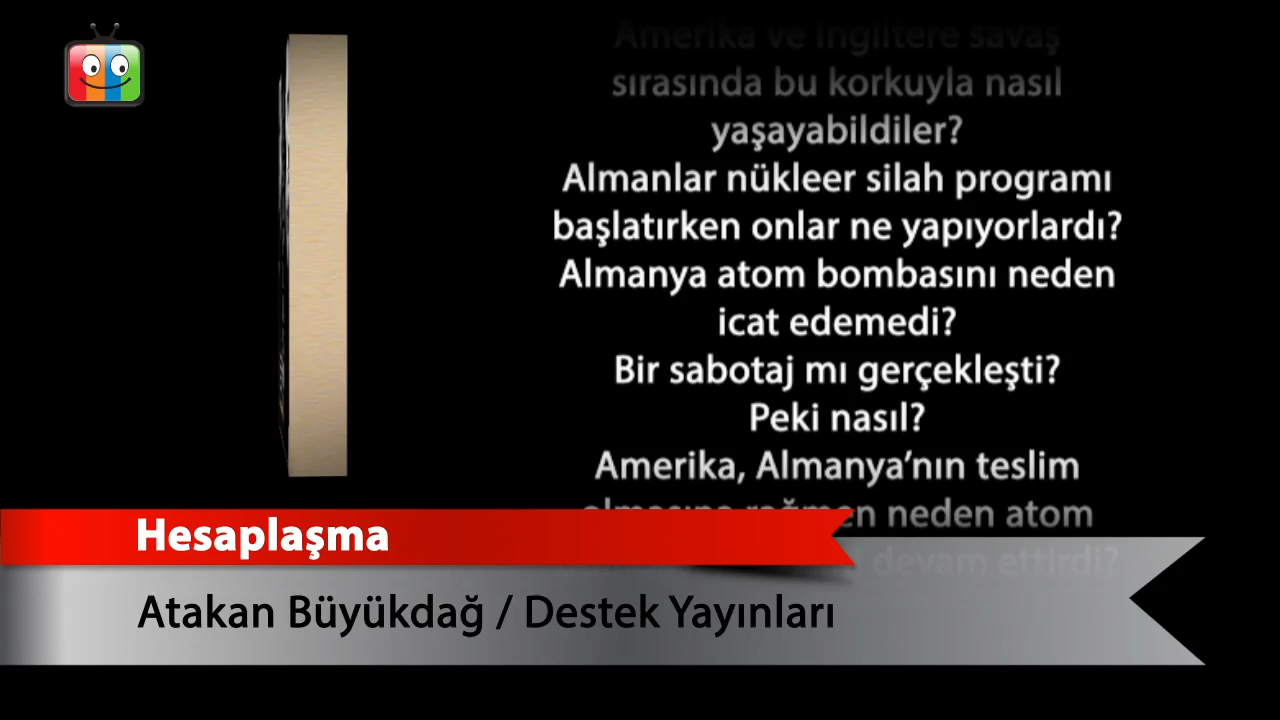 Amerika ve İngiltere savaş
sırasında bu korkuyla nasıl
yaşayabildiler?
Almanlar nükleer silah programı
başlatırken onlar ne yapıyorlardı?
Almanya atom bombasını neden
icat edemedi?
Bir sabotaj mı gerçekleşti?
Peki nasıl?
Amerika, Almanya’nın teslim
olmasına rağmen neden atom
devam ettirdi?
Hesaplaşma
Atakan Büyükdağ / Destek Yayınları